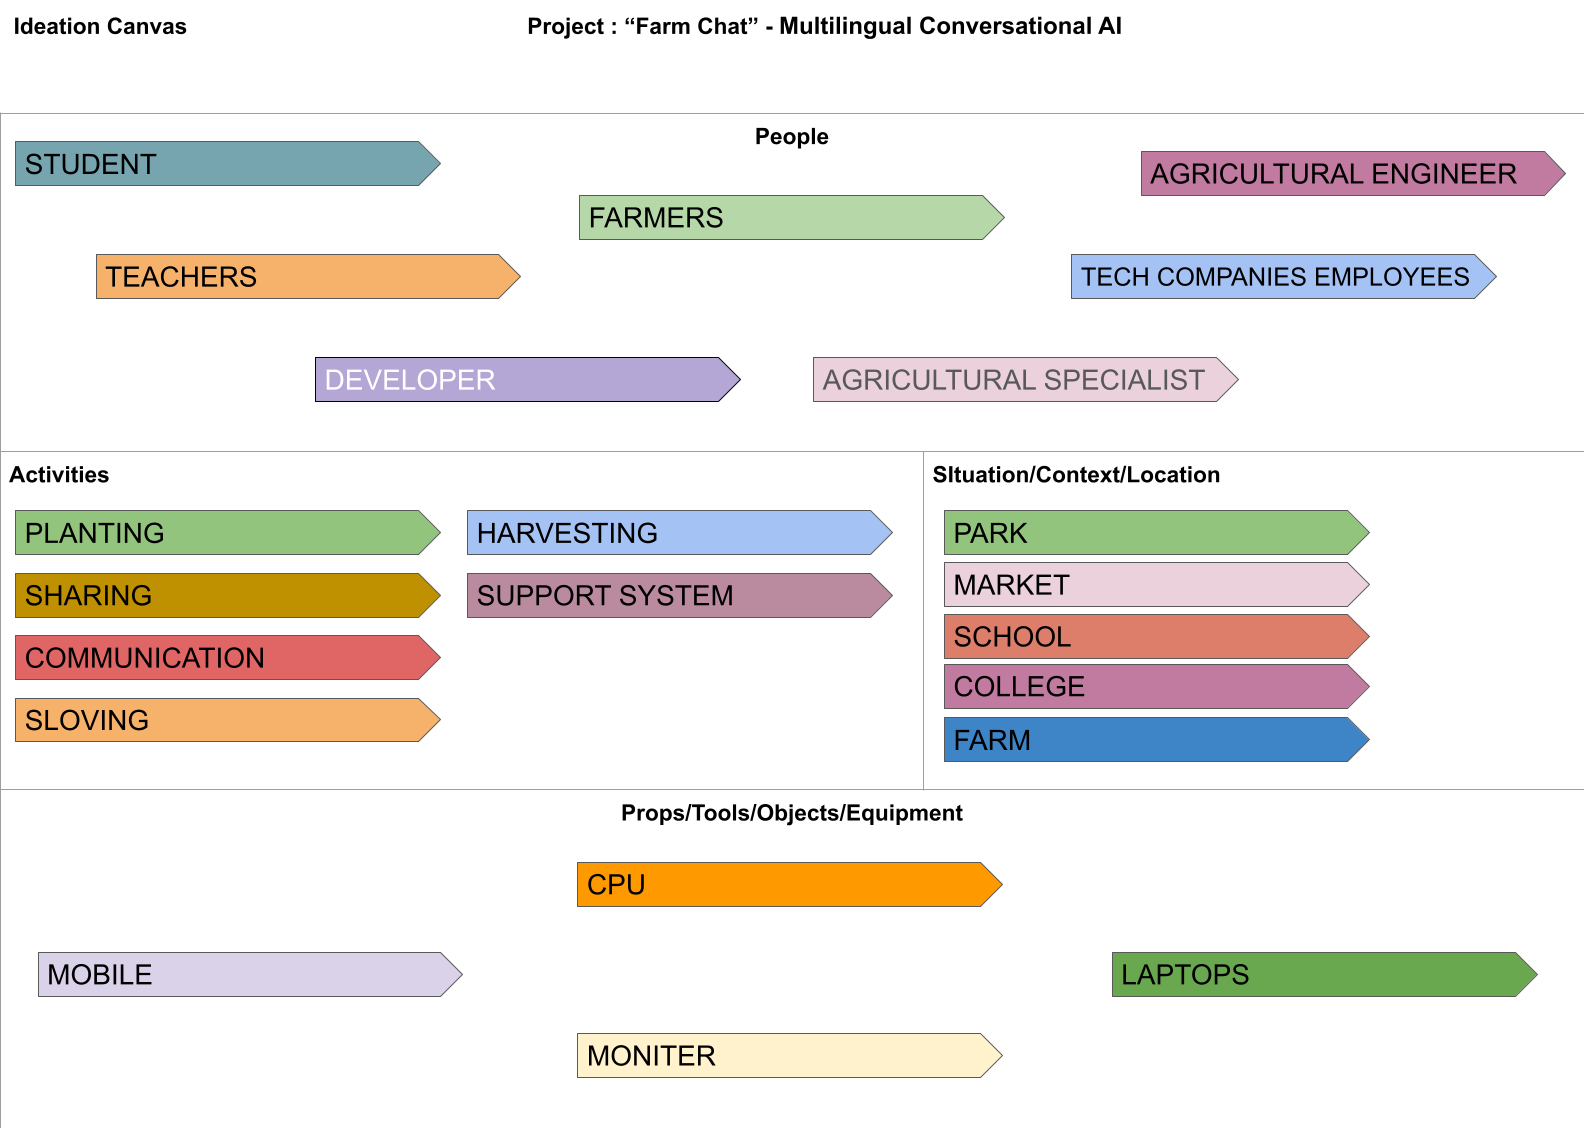 Ideation Canvas
Project : “Farm Chat” - Multilingual Conversational AI
People
STUDENT
AGRICULTURAL ENGINEER
FARMERS
TEACHERS
TECH COMPANIES EMPLOYEES
DEVELOPER
AGRICULTURAL SPECIALIST
Activities
PLANTING
HARVESTING
SHARING
SUPPORT SYSTEM
COMMUNICATION
SLOVING
SItuation/Context/Location
PARK
MARKET
SCHOOL
COLLEGE
FARM
Props/Tools/Objects/Equipment
CPU
MOBILE
LAPTOPS
MONITER